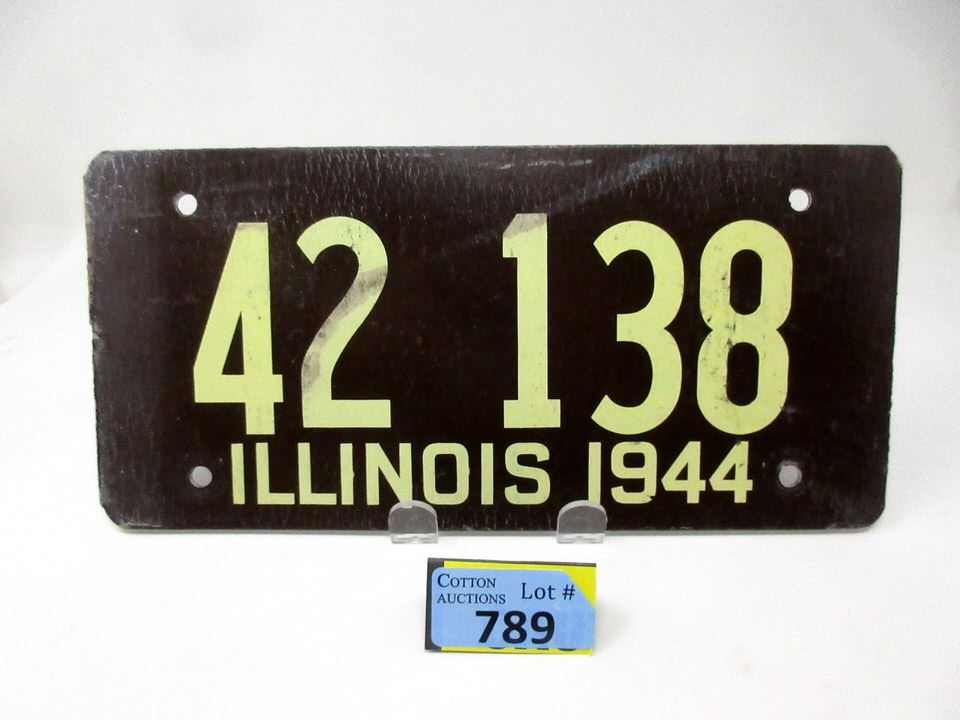 42 138
ILLINOIS 1944
COTTON
AUCTIONS Lot #
789